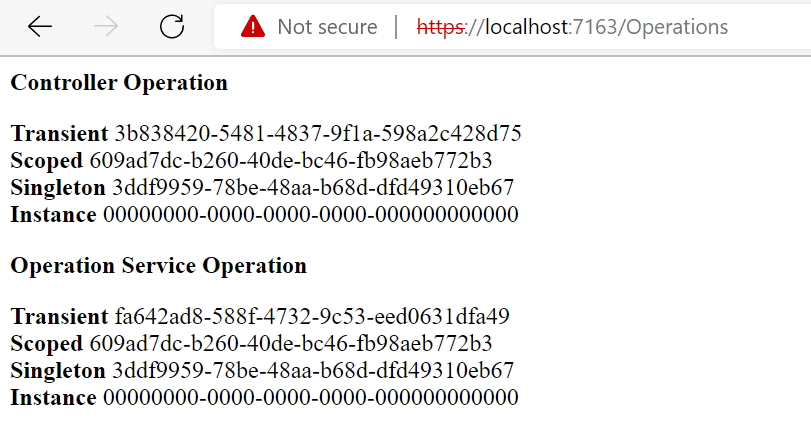 Not secure | https://localhost:7163/Operations
Controller Operation
Transient 3b838420-5481-4837-9f1a-598a2c428d75
Scoped 609ad7dc-b260-40de-bc46-fb98aeb772b3
Singleton 3ddf9959-78be-48aa-b68d-dfd49310eb67
Instance 00000000-0000-0000-0000-000000000000
Operation Service Operation
Transient fa642ad8-588f-4732-9c53-eed0631dfa49
Scoped 609ad7dc-b260-40de-bc46-fb98aeb772b3
Singleton 3ddf9959-78be-48aa-b68d-dfd49310eb67
Instance 00000000-0000-0000-0000-000000000000